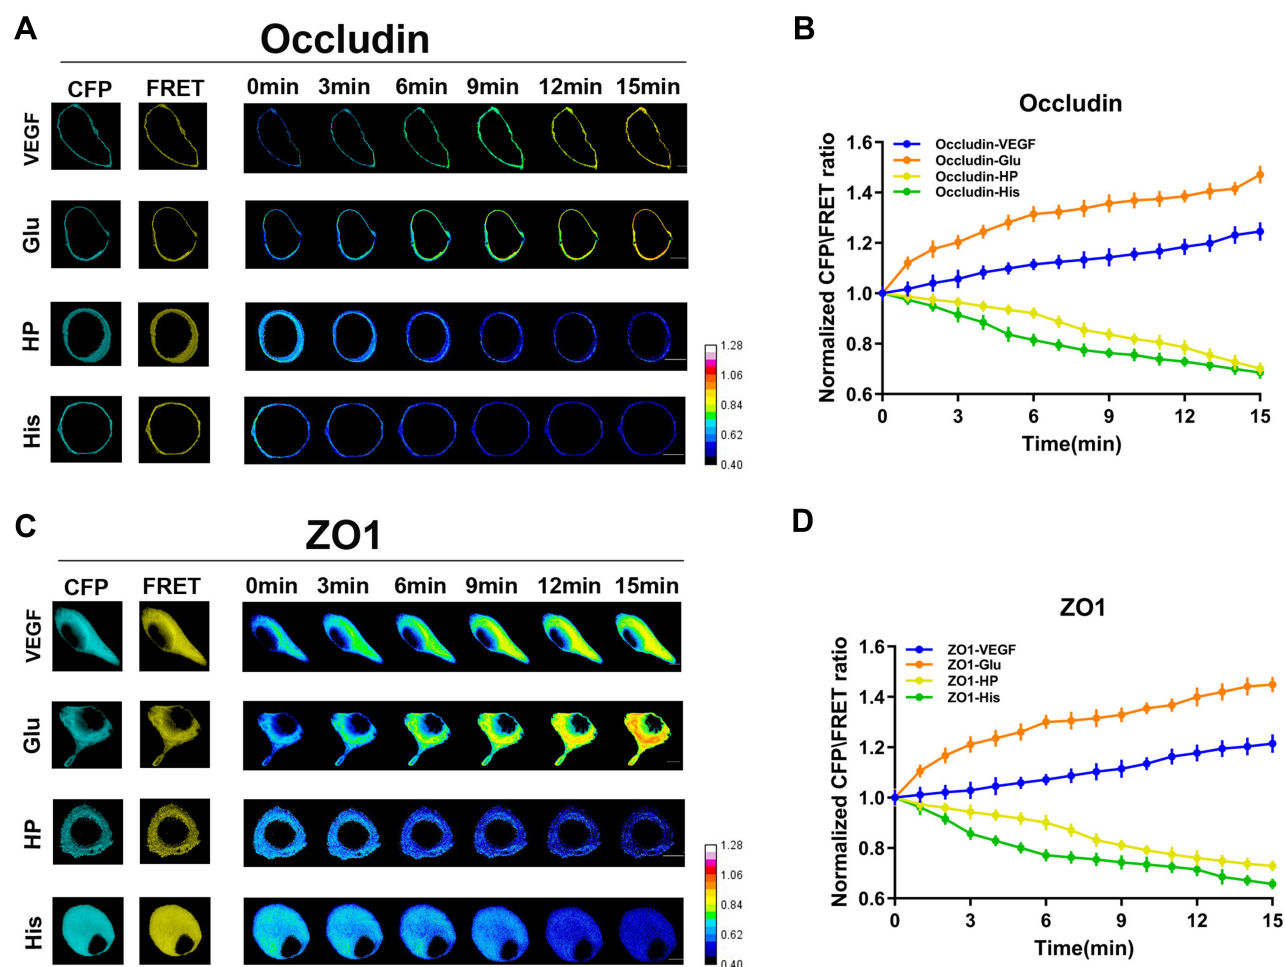 A
Occludin
CFP FRET 0min 3min 6min 9min 12min 15min
VEGF
Glu
HP
His
1.28
1.06
0.84
0.62
0.40
B
Occludin
Normalized CFP\FRET ratio
1.6
1.4
1.2
1.0
0.8
0.6
Occludin-VEGF
Occludin-Glu
Occludin-HP
Occludin-His
0 3 6 9 12 15
Time(min)
C
ZO1
CFP FRET 0min 3min 6min 9min 12min 15min
VEGF
Glu
HP
His
1.28
1.06
0.84
0.62
0.40
D
ZO1
Normalized CFP\FRET ratio
1.6
1.4
1.2
1.0
0.8
0.6
ZO1-VEGF
ZO1-Glu
ZO1-HP
ZO1-His
0 3 6 9 12 15
Time(min)